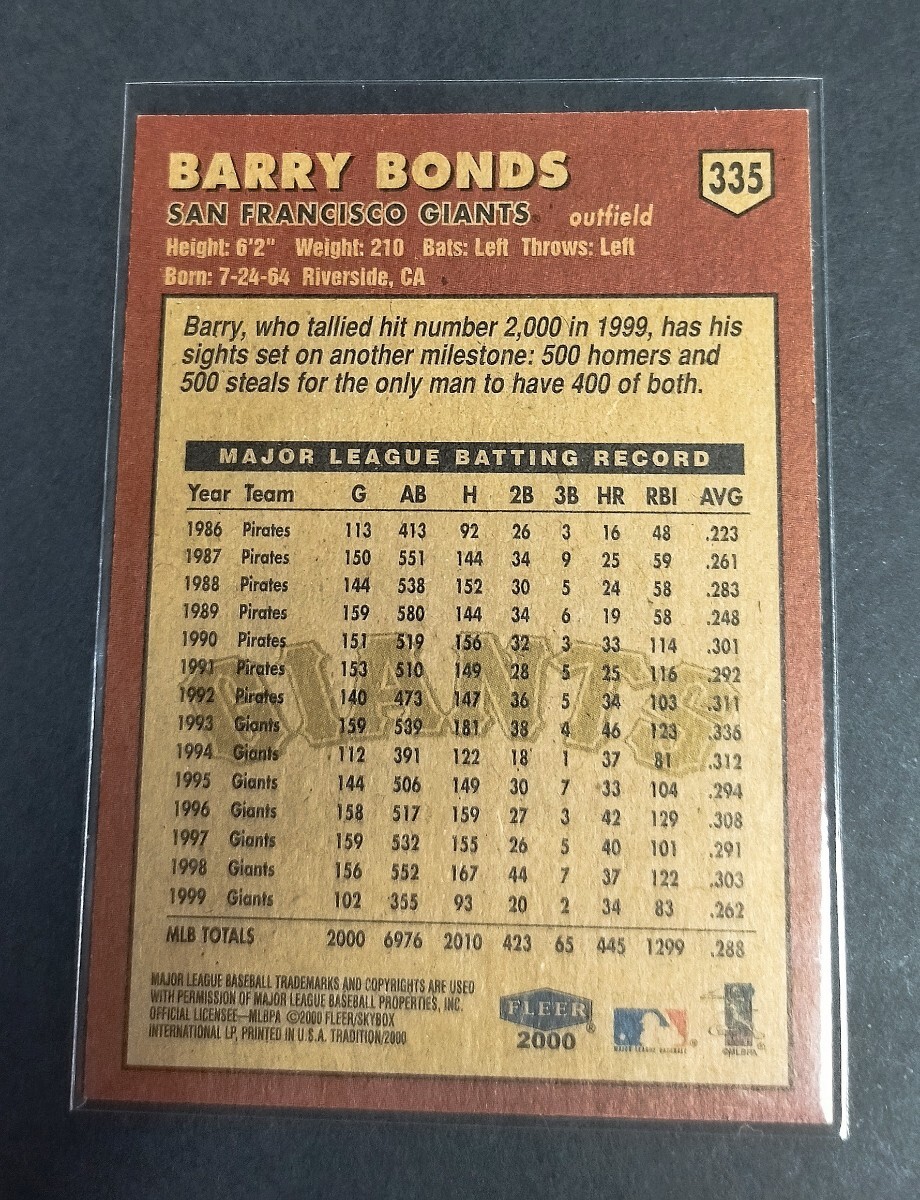 BARRY BONDS
335
SAN FRANCISCO GIANTS outfield
Height: 6'2" Weight: 210 Bats: Left Throws: Left
Born: 7-24-64 Riverside, CA
Barry, who tallied hit number 2,000 in 1999, has his
sights set on another milestone: 500 homers and
500 steals for the only man to have 400 of both.
MAJOR LEAGUE BATTING RECORD
Year Team G AB H 2B 3B HR RBI AVG
1986 Pirates 113 413 92 26 3 16 48 .223
1987 Pirates 150 551 144 34 9 25 59 .261
1988 Pirates 144 538 152 30 5 24 58 .283
1989 Pirates 159 580 144 34 6 19 58 .248
1990 Pirates 151 519 156 32 3 33 114 .301
1991 Pirates 153 510 149 28 5 25 116 .292
1992 Pirates 140 473 147 36 5 34 103 .311
1993 Giants 159 539 181 38 4 46 123 .336
1994 Giants 112 391 122 18 1 37 81 .312
1995 Giants 144 506 149 30 7 33 104 .294
1996 Giants 158 517 159 27 3 42 129 .308
1997 Giants 159 532 155 26 5 40 101 .291
1998 Giants 156 552 167 44 7 37 122 .303
1999 Giants 102 355 93 20 2 34 83 .262
GIANTS
MLB TOTALS 2000 6976 2010 423 65 445 1299 .288
MAJOR LEAGUE BASEBALL TRADEMARKS AND COPYRIGHTS ARE USED
WITH PERMISSION OF MAJOR LEAGUE BASEBALL PROPERTIES, INC.
OFFICIAL LICENSEE—MLBPA ©2000 FLEER/SKYBOX
INTERNATIONAL LP, PRINTED IN U.S.A. TRADITION/2000
FLEER®
2000
MAJOR LEAGUE BASEBALL
®
©MLBPA